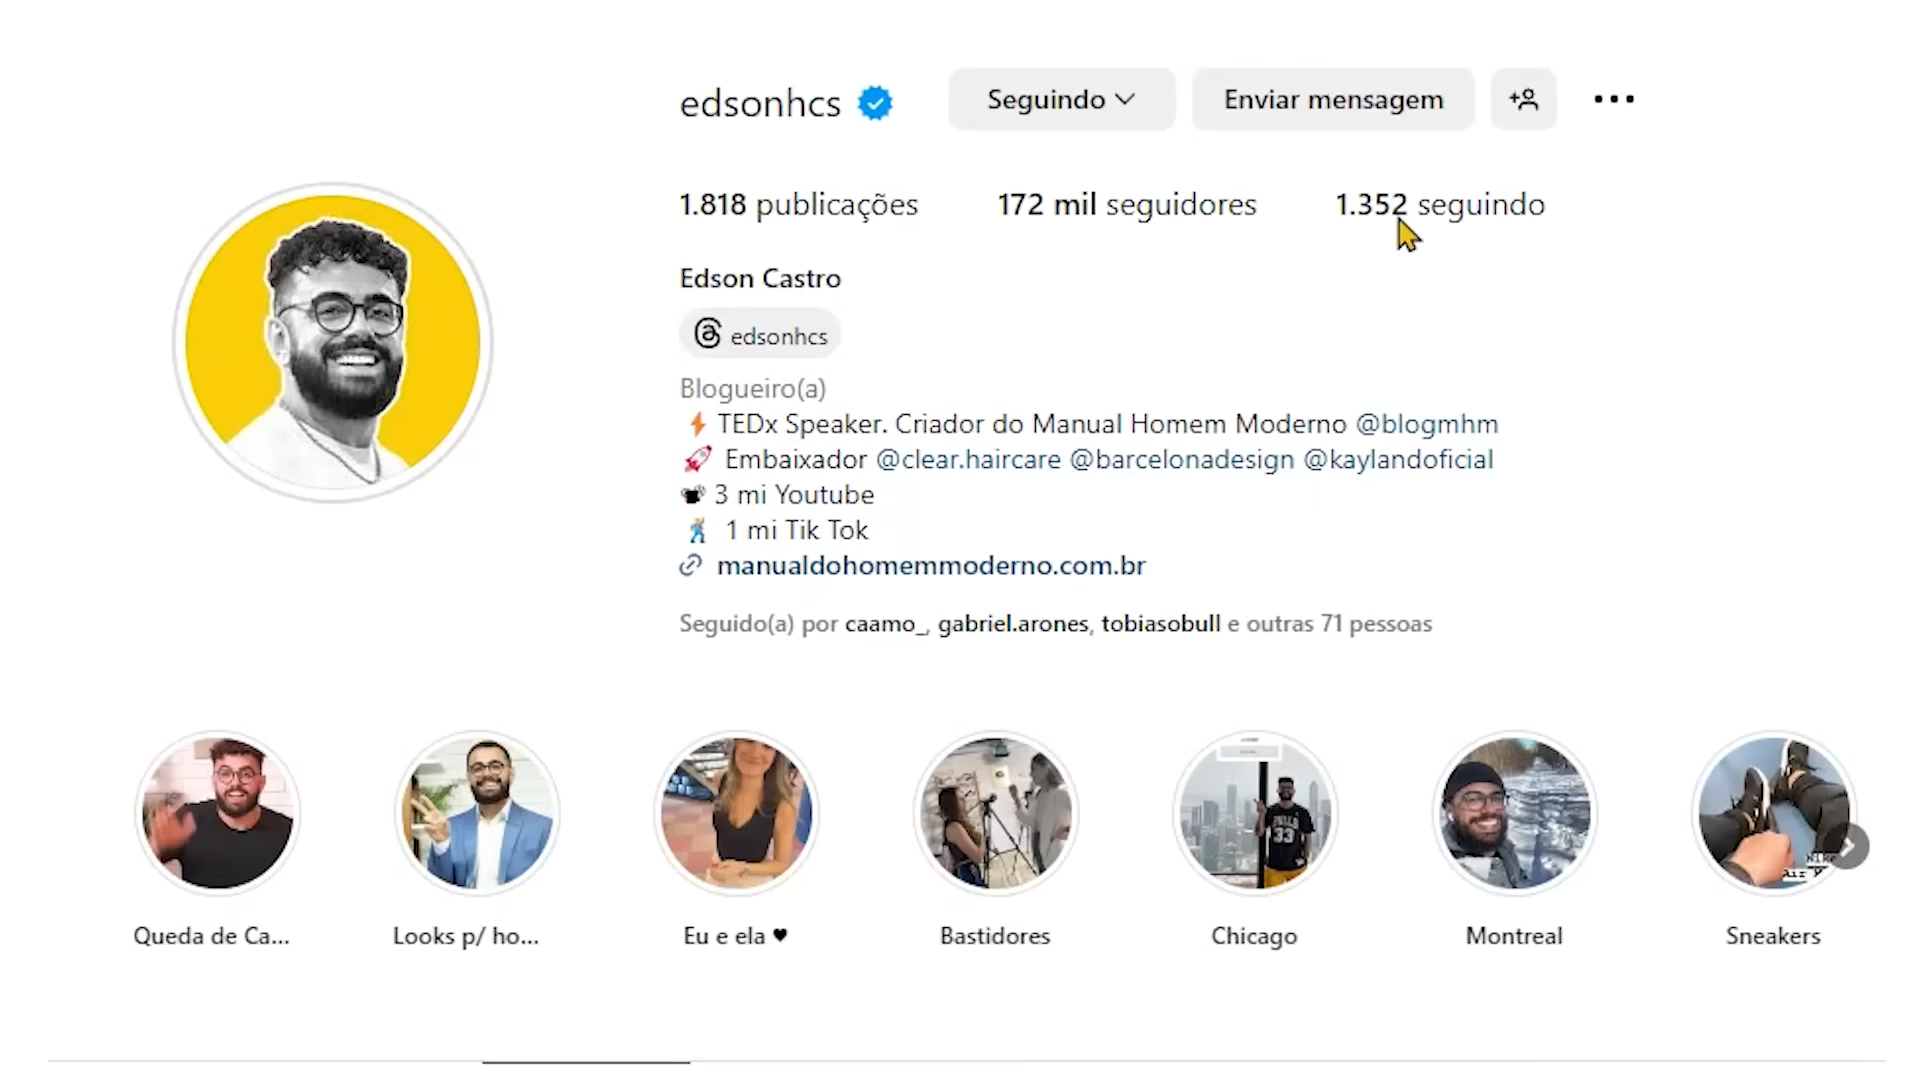 edsonhcs
Seguindo
Enviar mensagem
1.818 publicações
172 mil seguidores
1.352 seguindo
Edson Castro
edsonhcs
Blogueiro(a)
⚡ TEDx Speaker. Criador do Manual Homem Moderno @blogmhm
🚀 Embaixador @clear.haircare @barcelonadesign @kaylandoficial
3 mi Youtube
1 mi Tik Tok
manualdohomemmoderno.com.br
Seguido(a) por caamo_, gabriel.arones, tobiasobull e outras 71 pessoas
33
Queda de Ca...
Looks p/ ho...
Eu e ela ♥
Bastidores
Chicago
Montreal
Sneakers